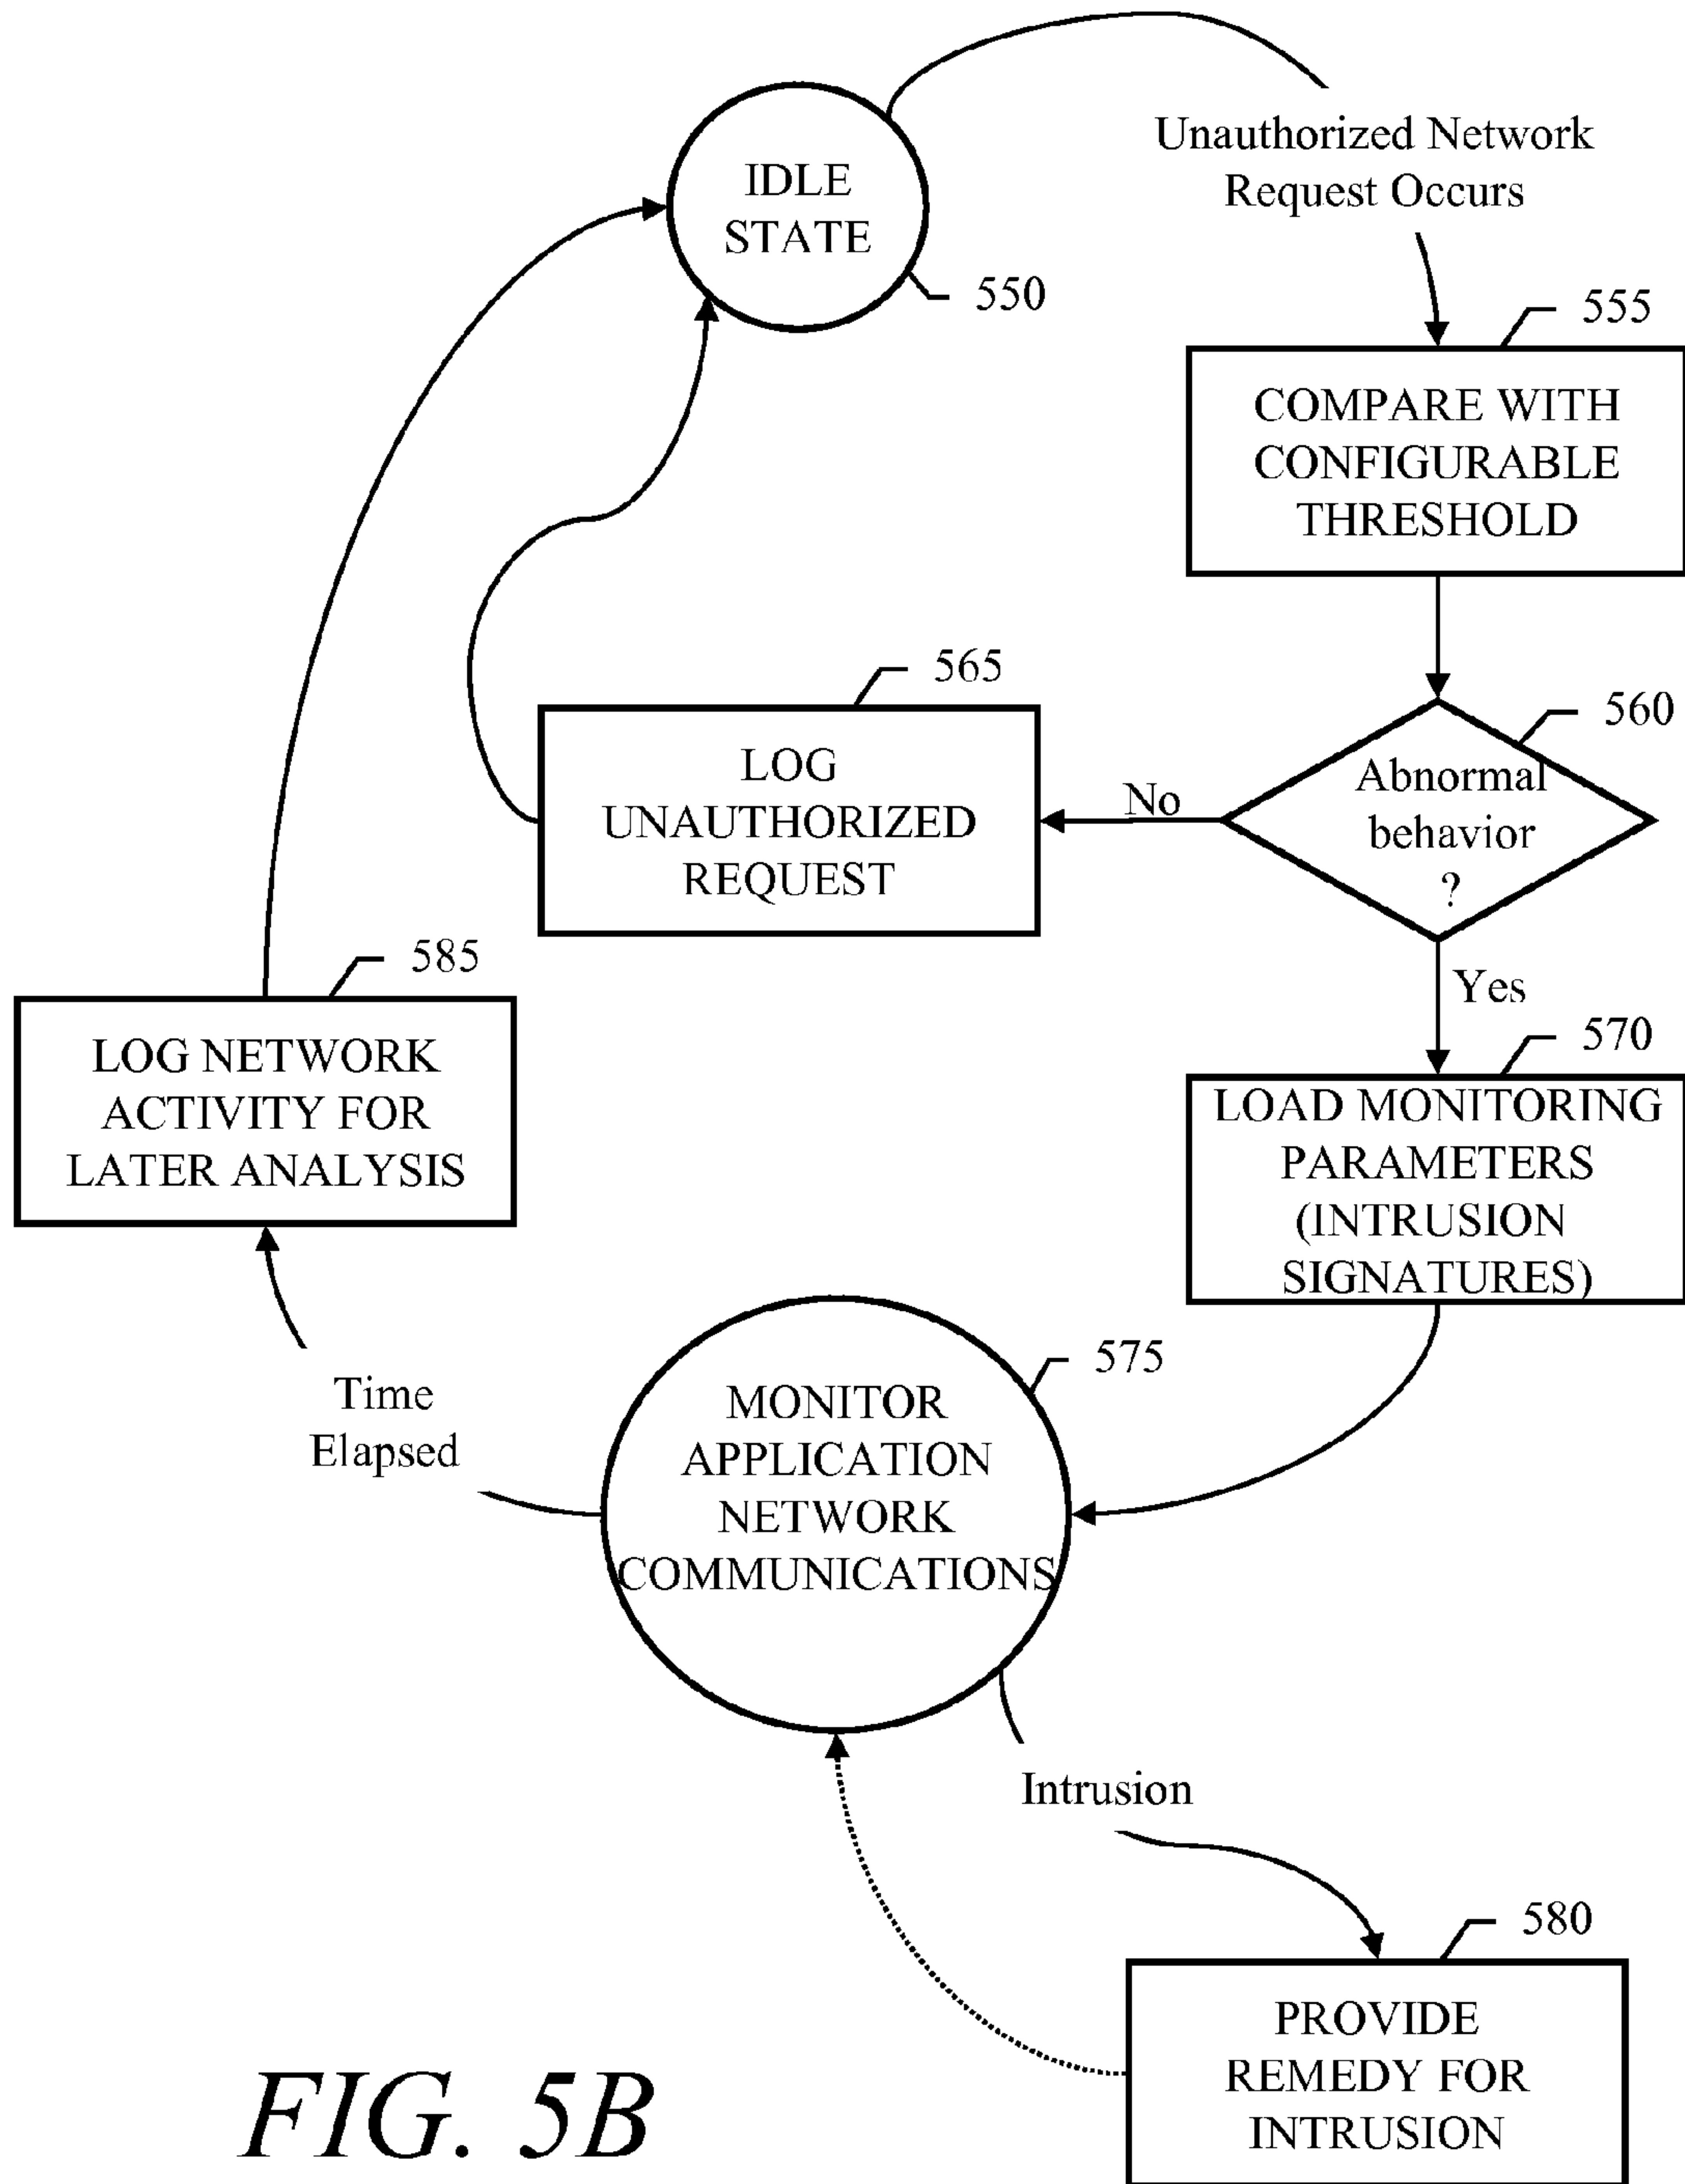 IDLE
STATE
550
Unauthorized Network
Request Occurs
555
COMPARE WITH
CONFIGURABLE
THRESHOLD
560
Abnormal
behavior
?
No
565
LOG
UNAUTHORIZED
REQUEST
Yes
570
LOAD MONITORING
PARAMETERS
(INTRUSION
SIGNATURES)
585
LOG NETWORK
ACTIVITY FOR
LATER ANALYSIS
575
MONITOR
APPLICATION
NETWORK
COMMUNICATIONS
Time
Elapsed
Intrusion
580
PROVIDE
REMEDY FOR
INTRUSION
FIG. 5B